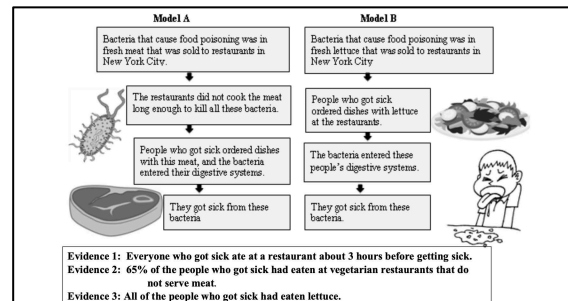 Model A
Bacteria that cause food poisoning was in
fresh meat that was sold to restaurants in
New York City.
The restaurants did not cook the meat
long enough to kill all these bacteria.
People who got sick ordered dishes
with this meat, and the bacteria
entered their digestive systems.
They got sick from these
bacteria
Model B
Bacteria that cause food poisoning was in
fresh lettuce that was sold to restaurants in
New York City
People who got sick
ordered dishes with lettuce
at the restaurants.
The bacteria entered these
people's digestive systems.
They got sick from these
bacteria.
Evidence 1: Everyone who got sick ate at a restaurant about 3 hours before getting sick.
Evidence 2: 65% of the people who got sick had eaten at vegetarian restaurants that do
not serve meat.
Evidence 3: All of the people who got sick had eaten lettuce.